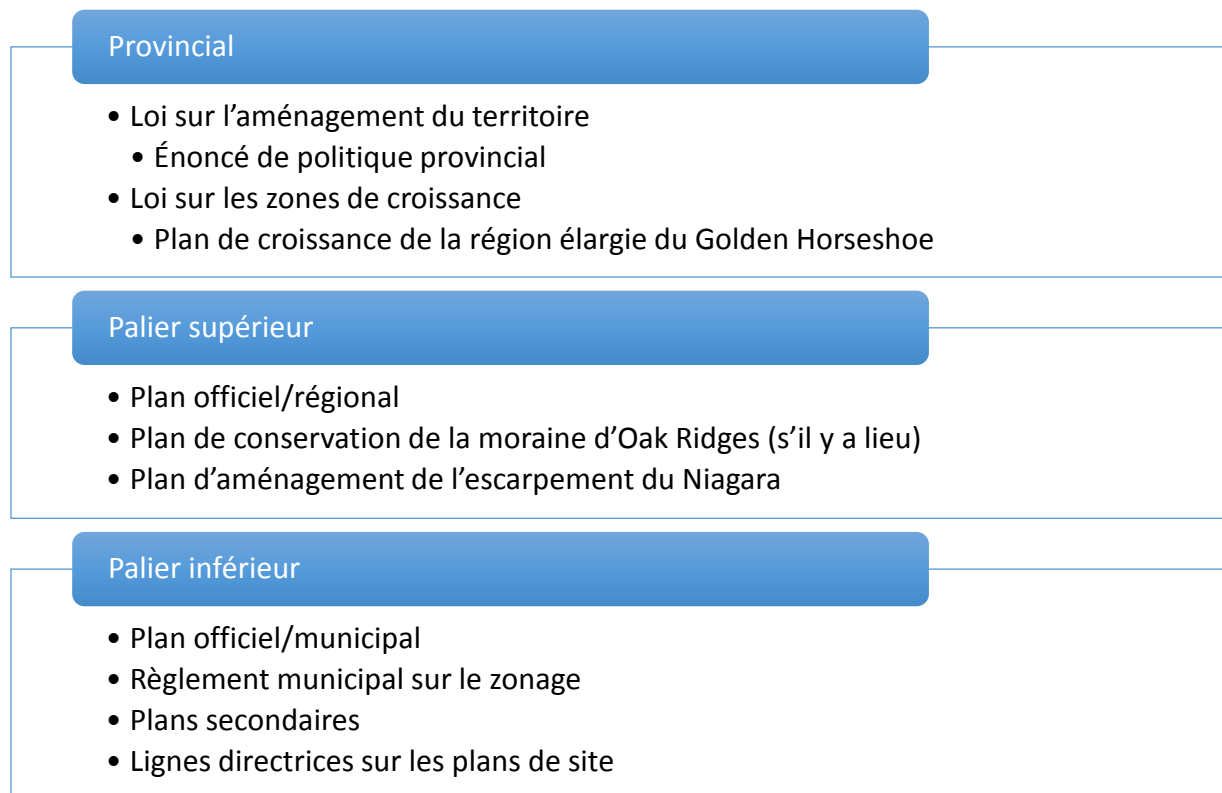 Provincial
• Loi sur l’aménagement du territoire
• Énoncé de politique provincial
• Loi sur les zones de croissance
• Plan de croissance de la région élargie du Golden Horseshoe
Palier supérieur
• Plan officiel/régional
• Plan de conservation de la moraine d’Oak Ridges (s’il y a lieu)
• Plan d’aménagement de l’escarpement du Niagara
Palier inférieur
• Plan officiel/municipal
• Règlement municipal sur le zonage
• Plans secondaires
• Lignes directrices sur les plans de site